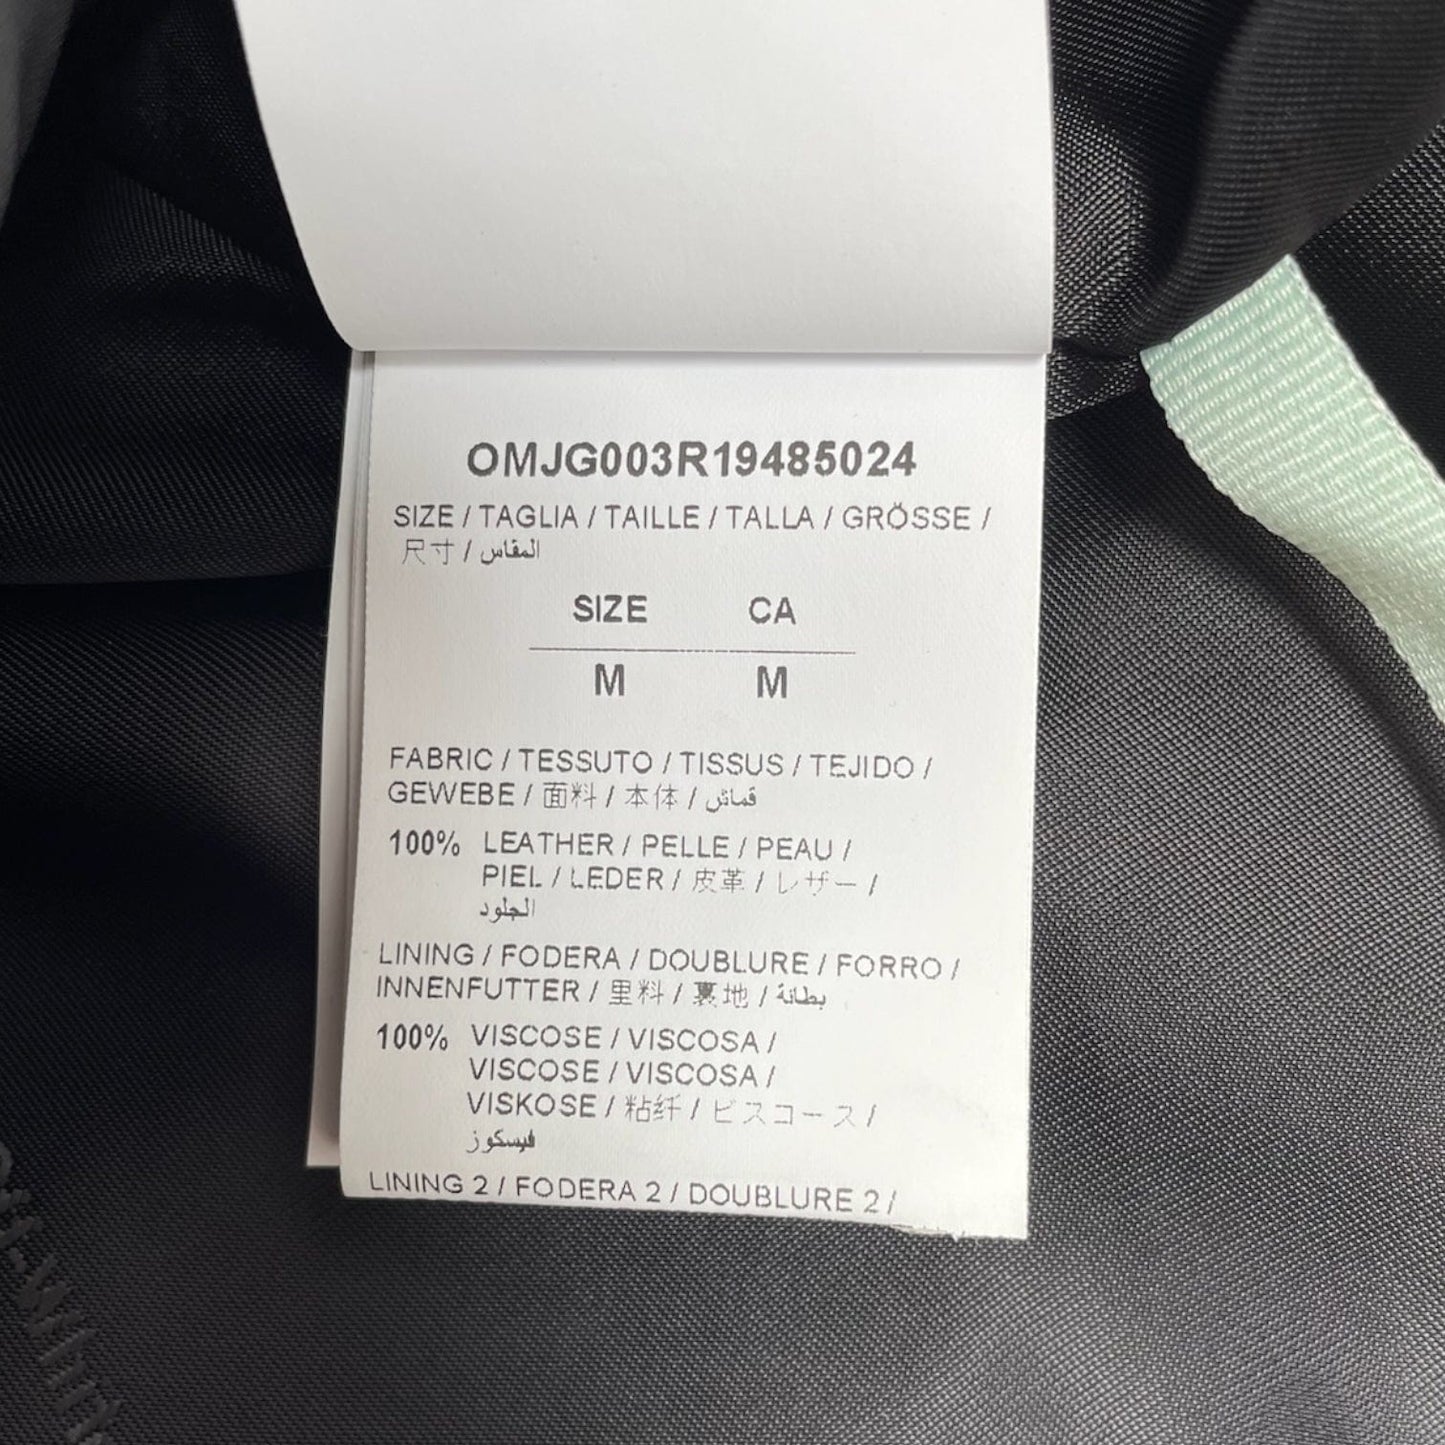 OMJG003R19485024
SIZE / TAGLIA / TAILLE / TALLA / GRÖSSE /
尺寸 / المقاس
SIZE CA
M M
FABRIC / TESSUTO / TISSUS / TEJIDO /
GEWEBE / 面料 / 本体 / قماش
100% LEATHER / PELLE / PEAU /
PIEL / LEDER / 皮革 / レザー /
الجلود
LINING / FODERA / DOUBLURE / FORRO /
INNENFUTTER / 里料 / 裏地 / بطانة
100% VISCOSE / VISCOSA /
VISCOSE / VISCOSA /
VISKOSE / 粘纤 / ビスコース /
فيسكوز
LINING 2 / FODERA 2 / DOUBLURE 2 /